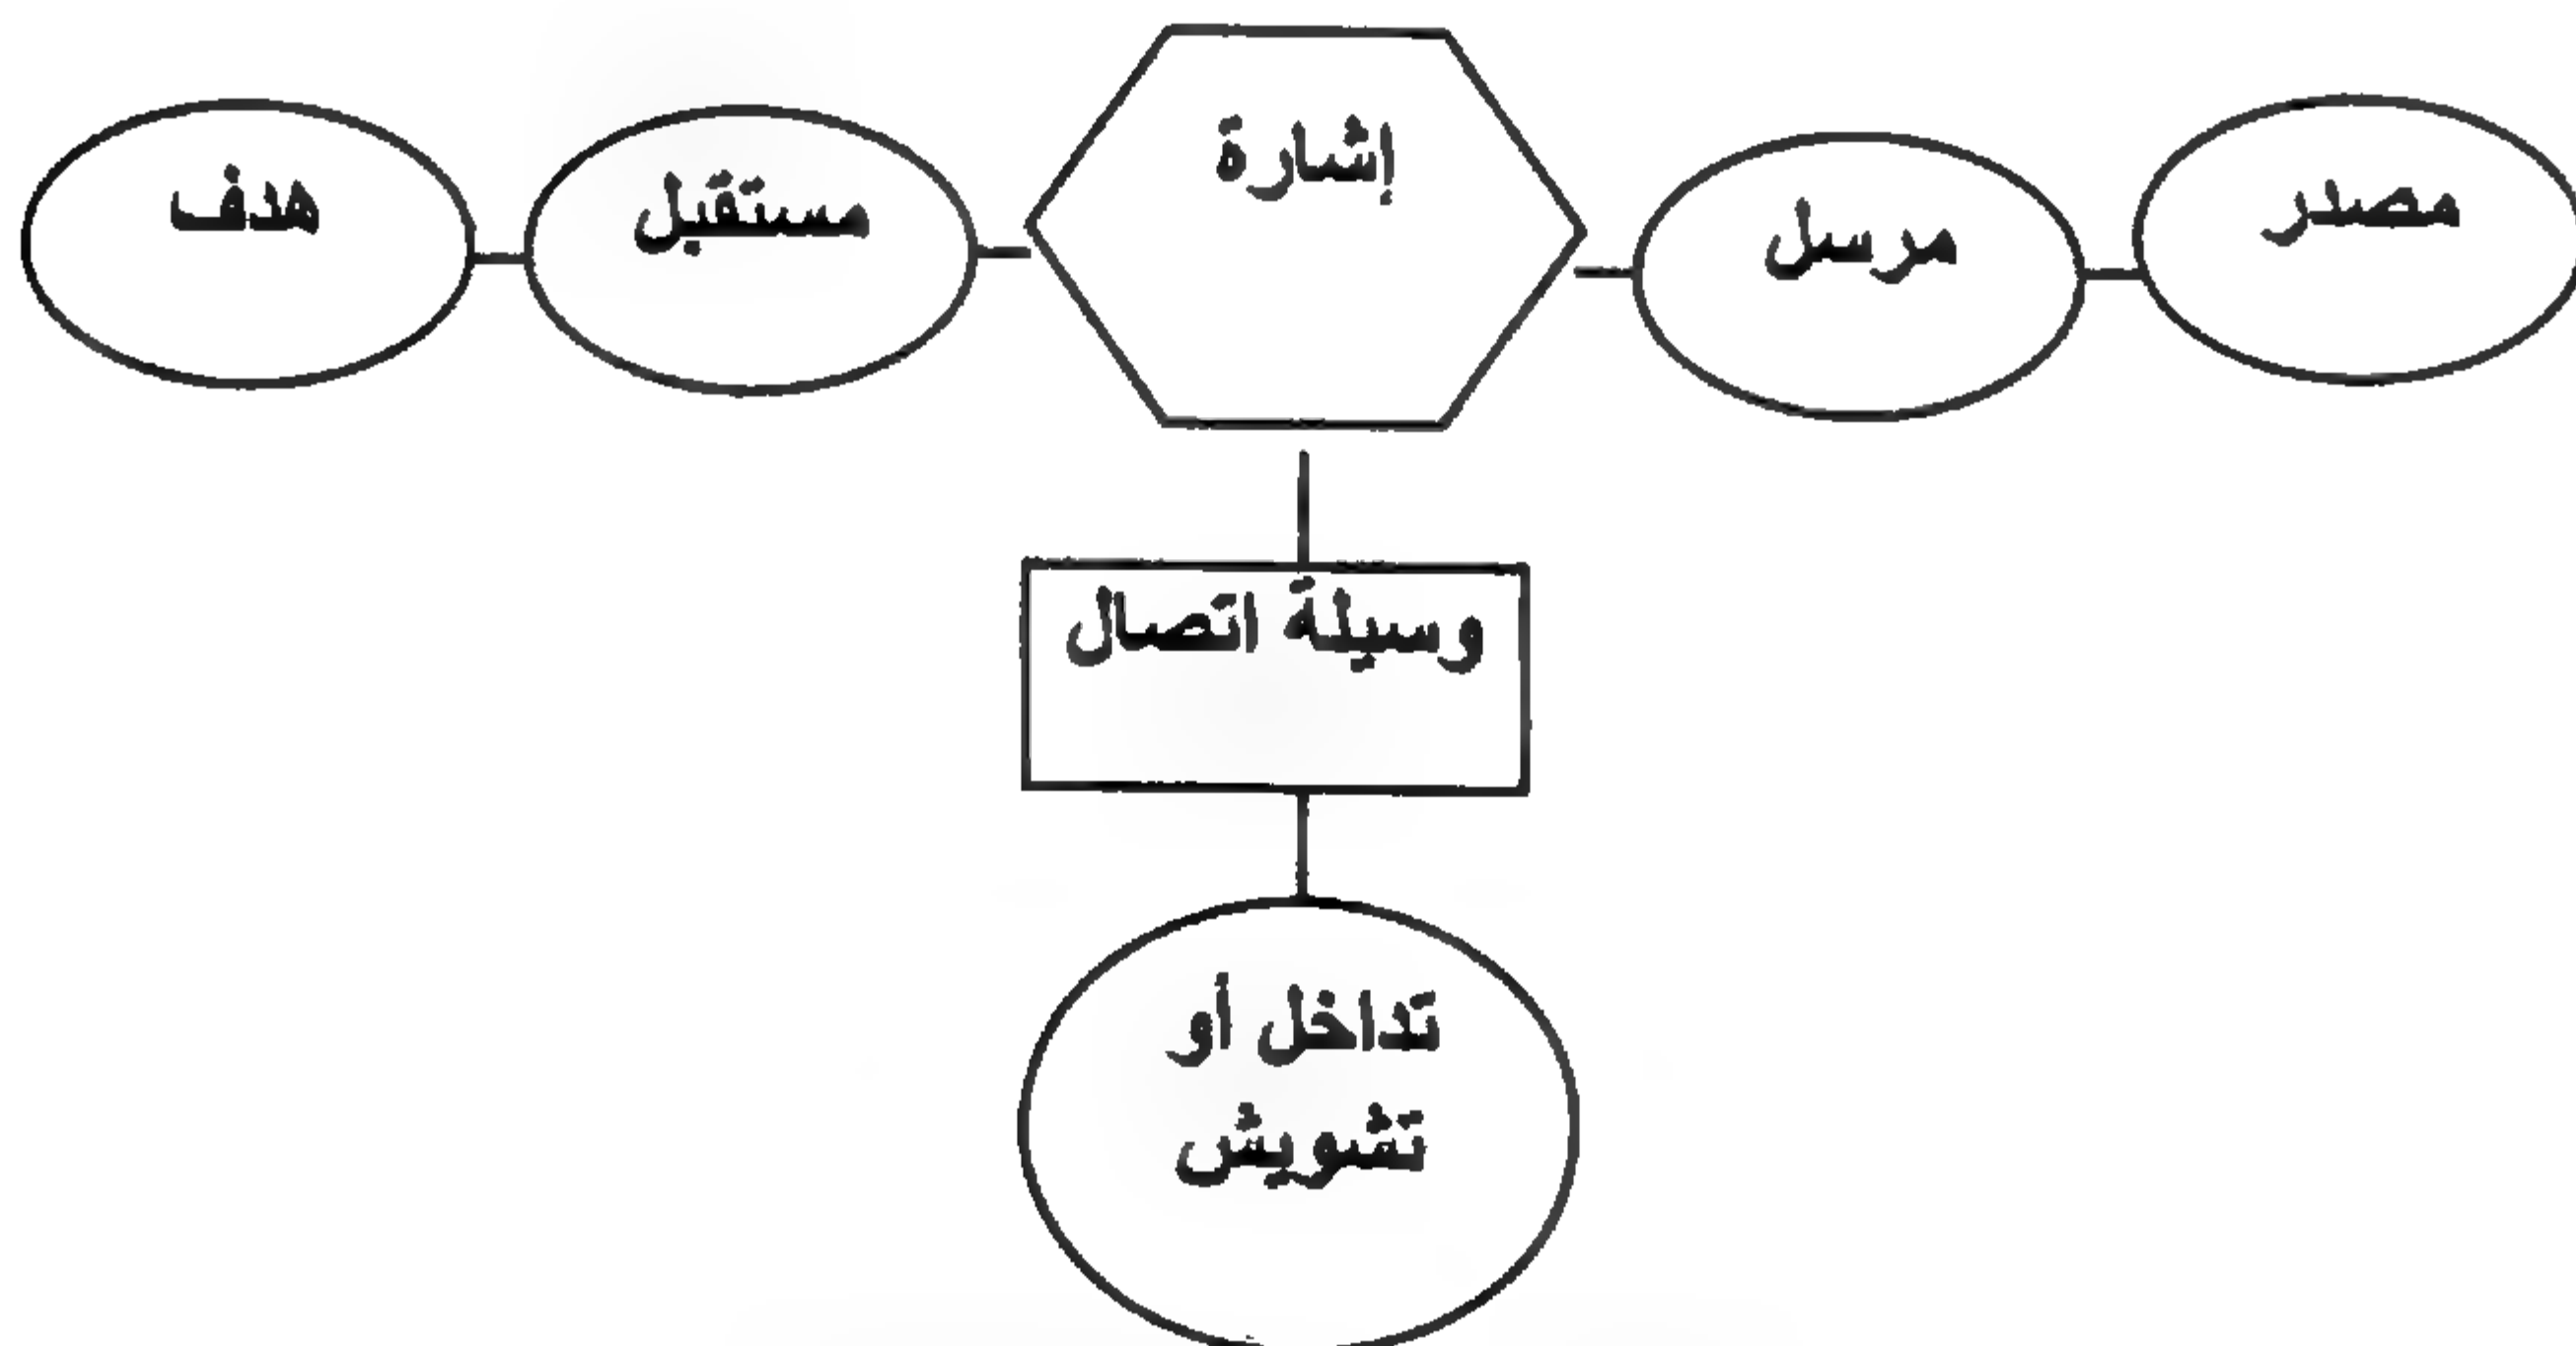 مصدر
مرسل
إشارة
مستقبل
هدف
وسيلة اتصال
تداخل أو
تشويش